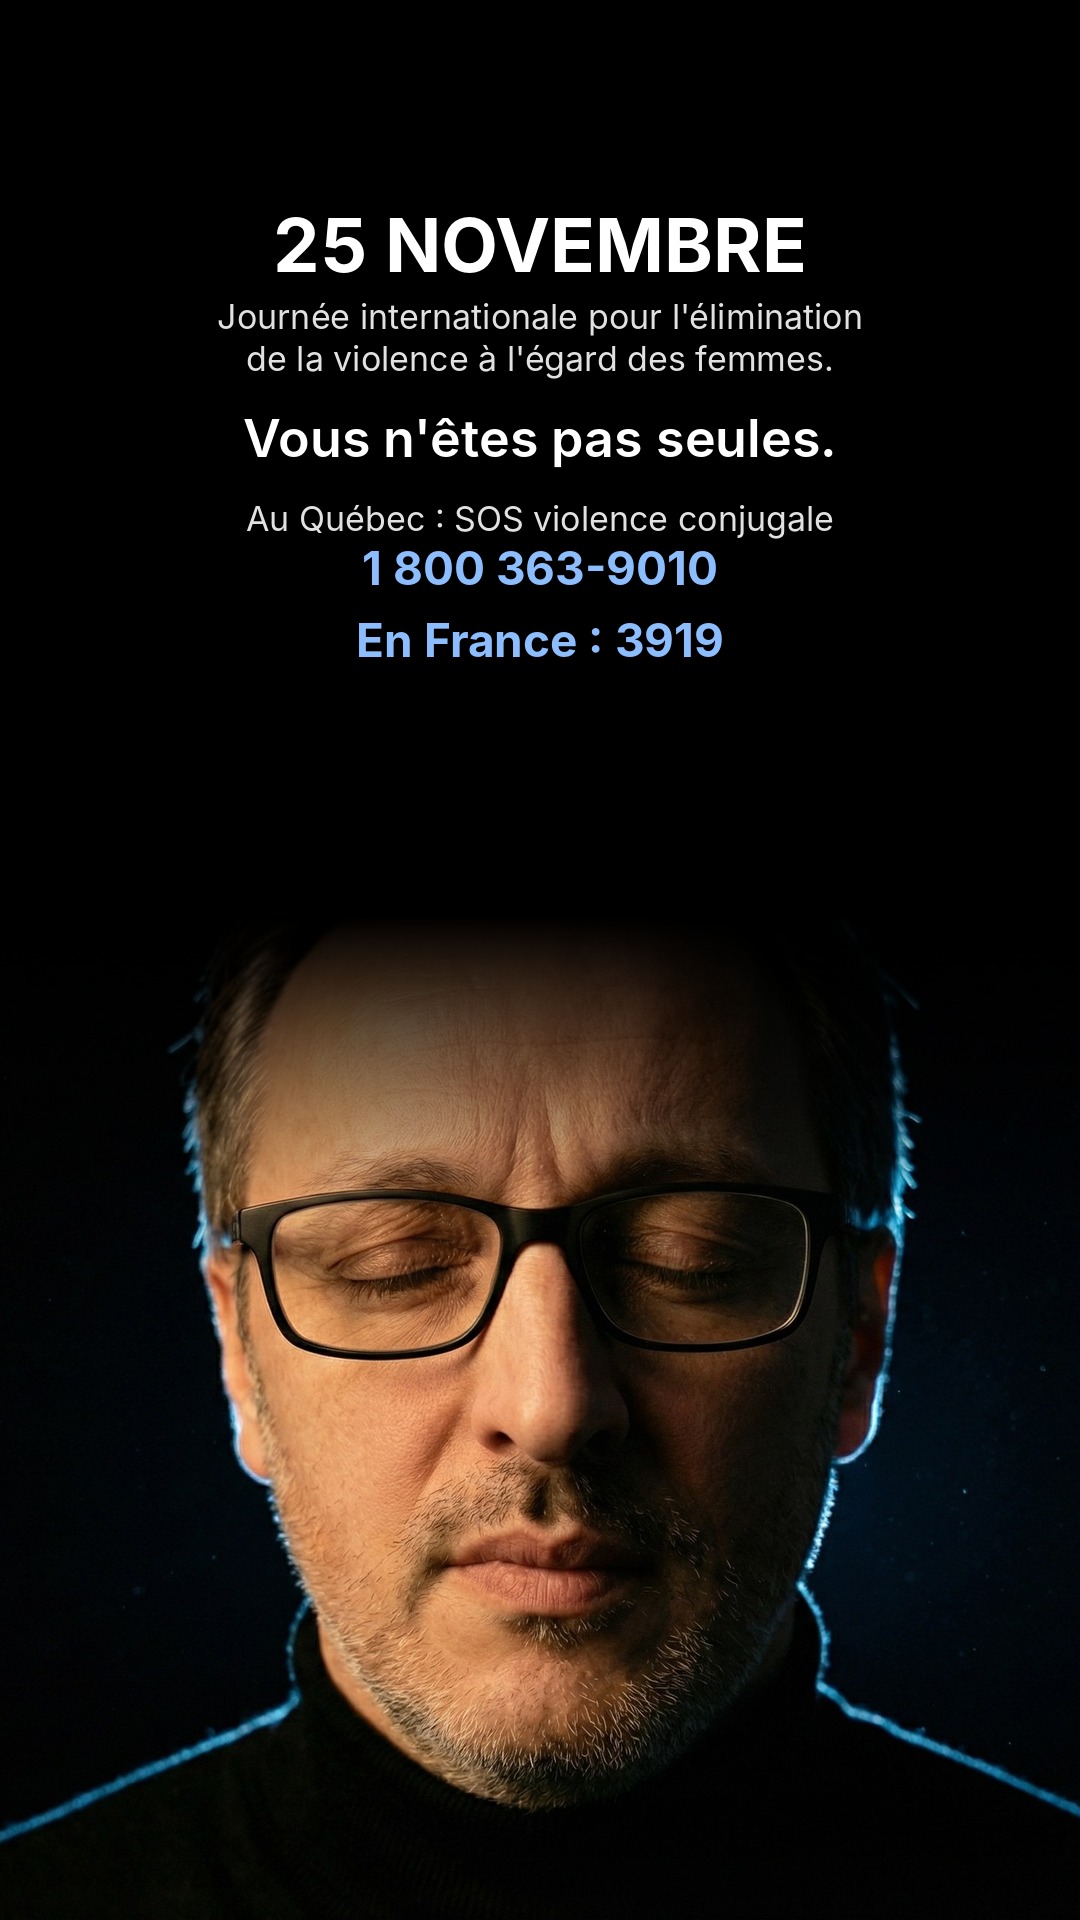 25 NOVEMBRE
Journée internationale pour l'élimination
de la violence à l'égard des femmes.
Vous n'êtes pas seules.
Au Québec : SOS violence conjugale
1 800 363-9010
En France : 3919